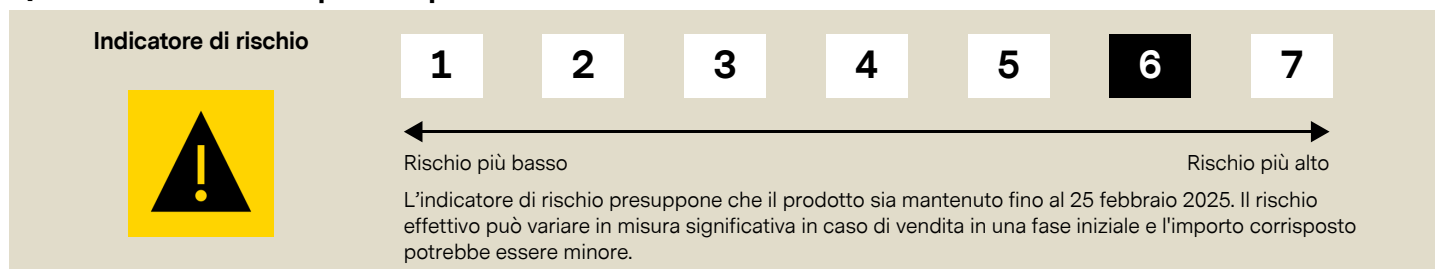 Indicatore di rischio
1 2 3 4 5 6 7
Rischio più basso Rischio più alto
L'indicatore di rischio presuppone che il prodotto sia mantenuto fino al 25 febbraio 2025. Il rischio
effettivo può variare in misura significativa in caso di vendita in una fase iniziale e l'importo corrisposto
potrebbe essere minore.